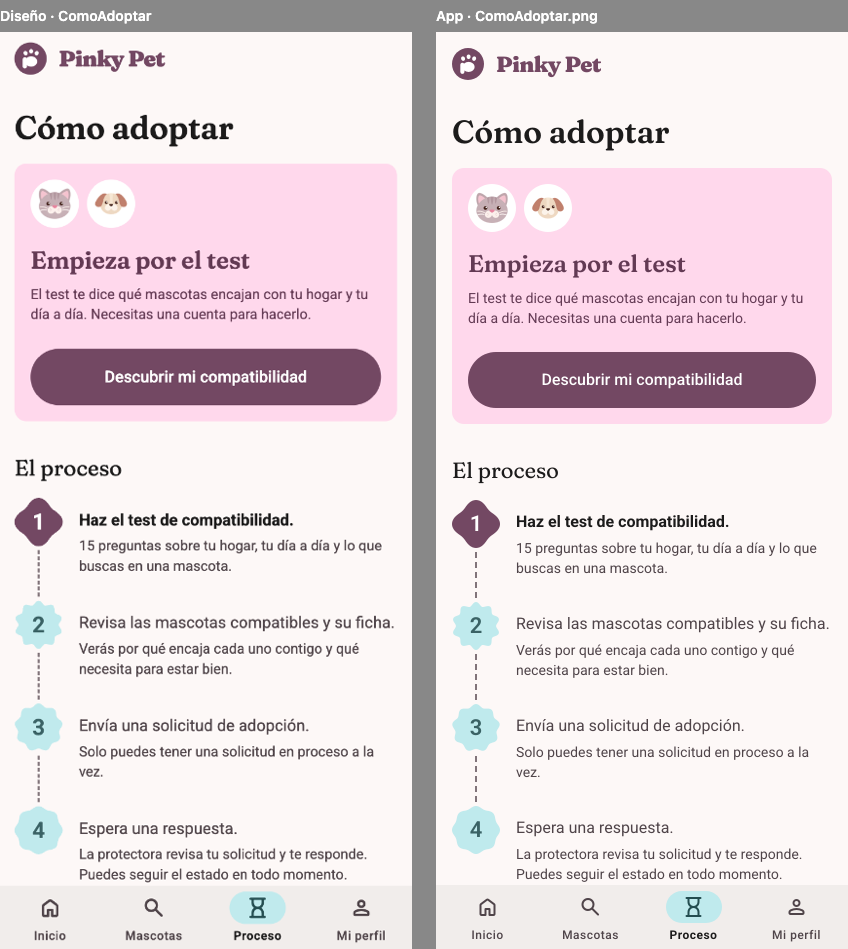 Diseño · ComoAdoptar
Pinky Pet
Cómo adoptar
Empieza por el test
El test te dice qué mascotas encajan con tu hogar y tu
día a día. Necesitas una cuenta para hacerlo.
Descubrir mi compatibilidad
El proceso
1
Haz el test de compatibilidad.
15 preguntas sobre tu hogar, tu día a día y lo que
buscas en una mascota.
2
Revisa las mascotas compatibles y su ficha.
Verás por qué encaja cada uno contigo y qué
necesita para estar bien.
3
Envía una solicitud de adopción.
Solo puedes tener una solicitud en proceso a la
vez.
4
Espera una respuesta.
La protectora revisa tu solicitud y te responde.
Puedes seguir el estado en todo momento.
Inicio Mascotas Proceso Mi perfil
App · ComoAdoptar.png
Pinky Pet
Cómo adoptar
Empieza por el test
El test te dice qué mascotas encajan con tu hogar y tu
día a día. Necesitas una cuenta para hacerlo.
Descubrir mi compatibilidad
El proceso
1
Haz el test de compatibilidad.
15 preguntas sobre tu hogar, tu día a día y lo que
buscas en una mascota.
2
Revisa las mascotas compatibles y su ficha.
Verás por qué encaja cada uno contigo y qué
necesita para estar bien.
3
Envía una solicitud de adopción.
Solo puedes tener una solicitud en proceso a la
vez.
4
Espera una respuesta.
La protectora revisa tu solicitud y te responde.
Puedes seguir el estado en todo momento.
Inicio Mascotas Proceso Mi perfil